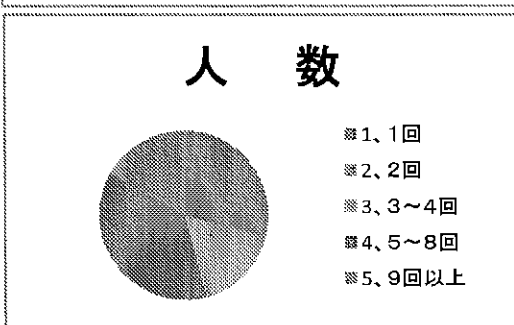 人　数
1、1回
2、2回
3、3～4回
4、5～8回
5、9回以上